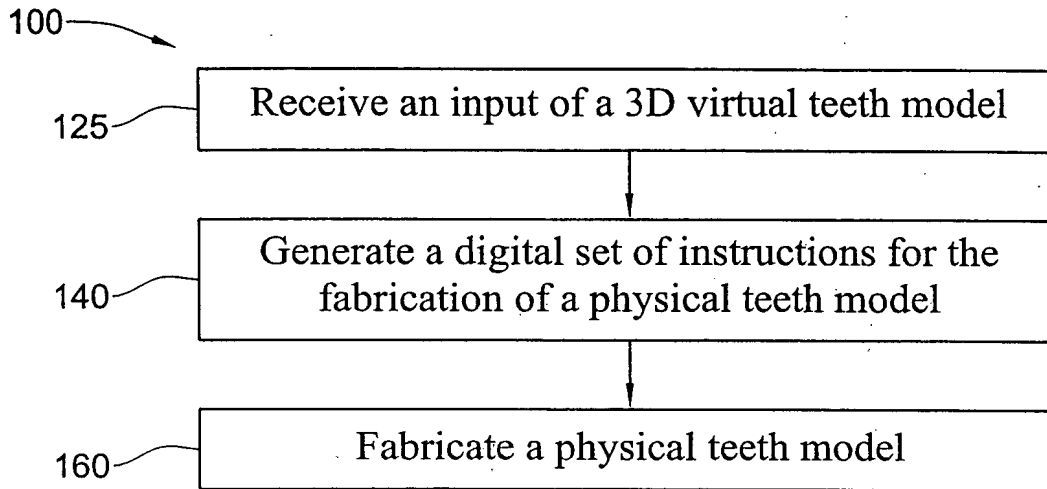 100
125
Receive an input of a 3D virtual teeth model
140
Generate a digital set of instructions for the
fabrication of a physical teeth model
160
Fabricate a physical teeth model